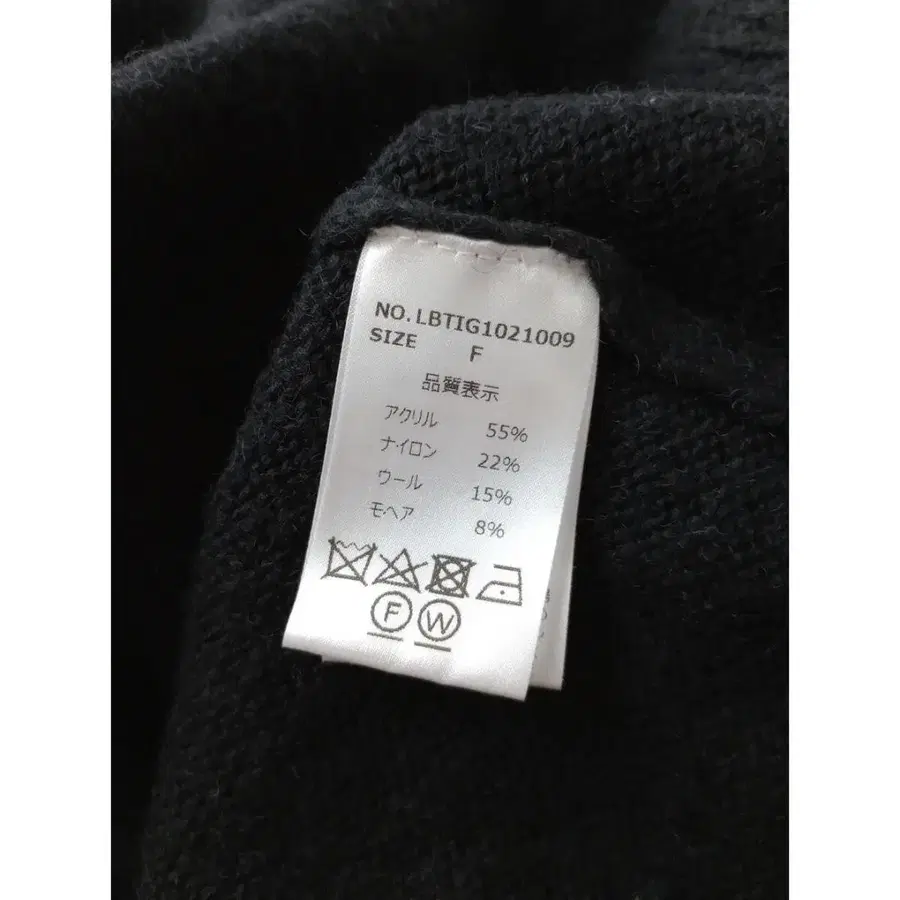 NO.LBTIG1021009
SIZE F
品質表示
アクリル 55%
ナイロン 22%
ウール 15%
モヘア 8%
F W